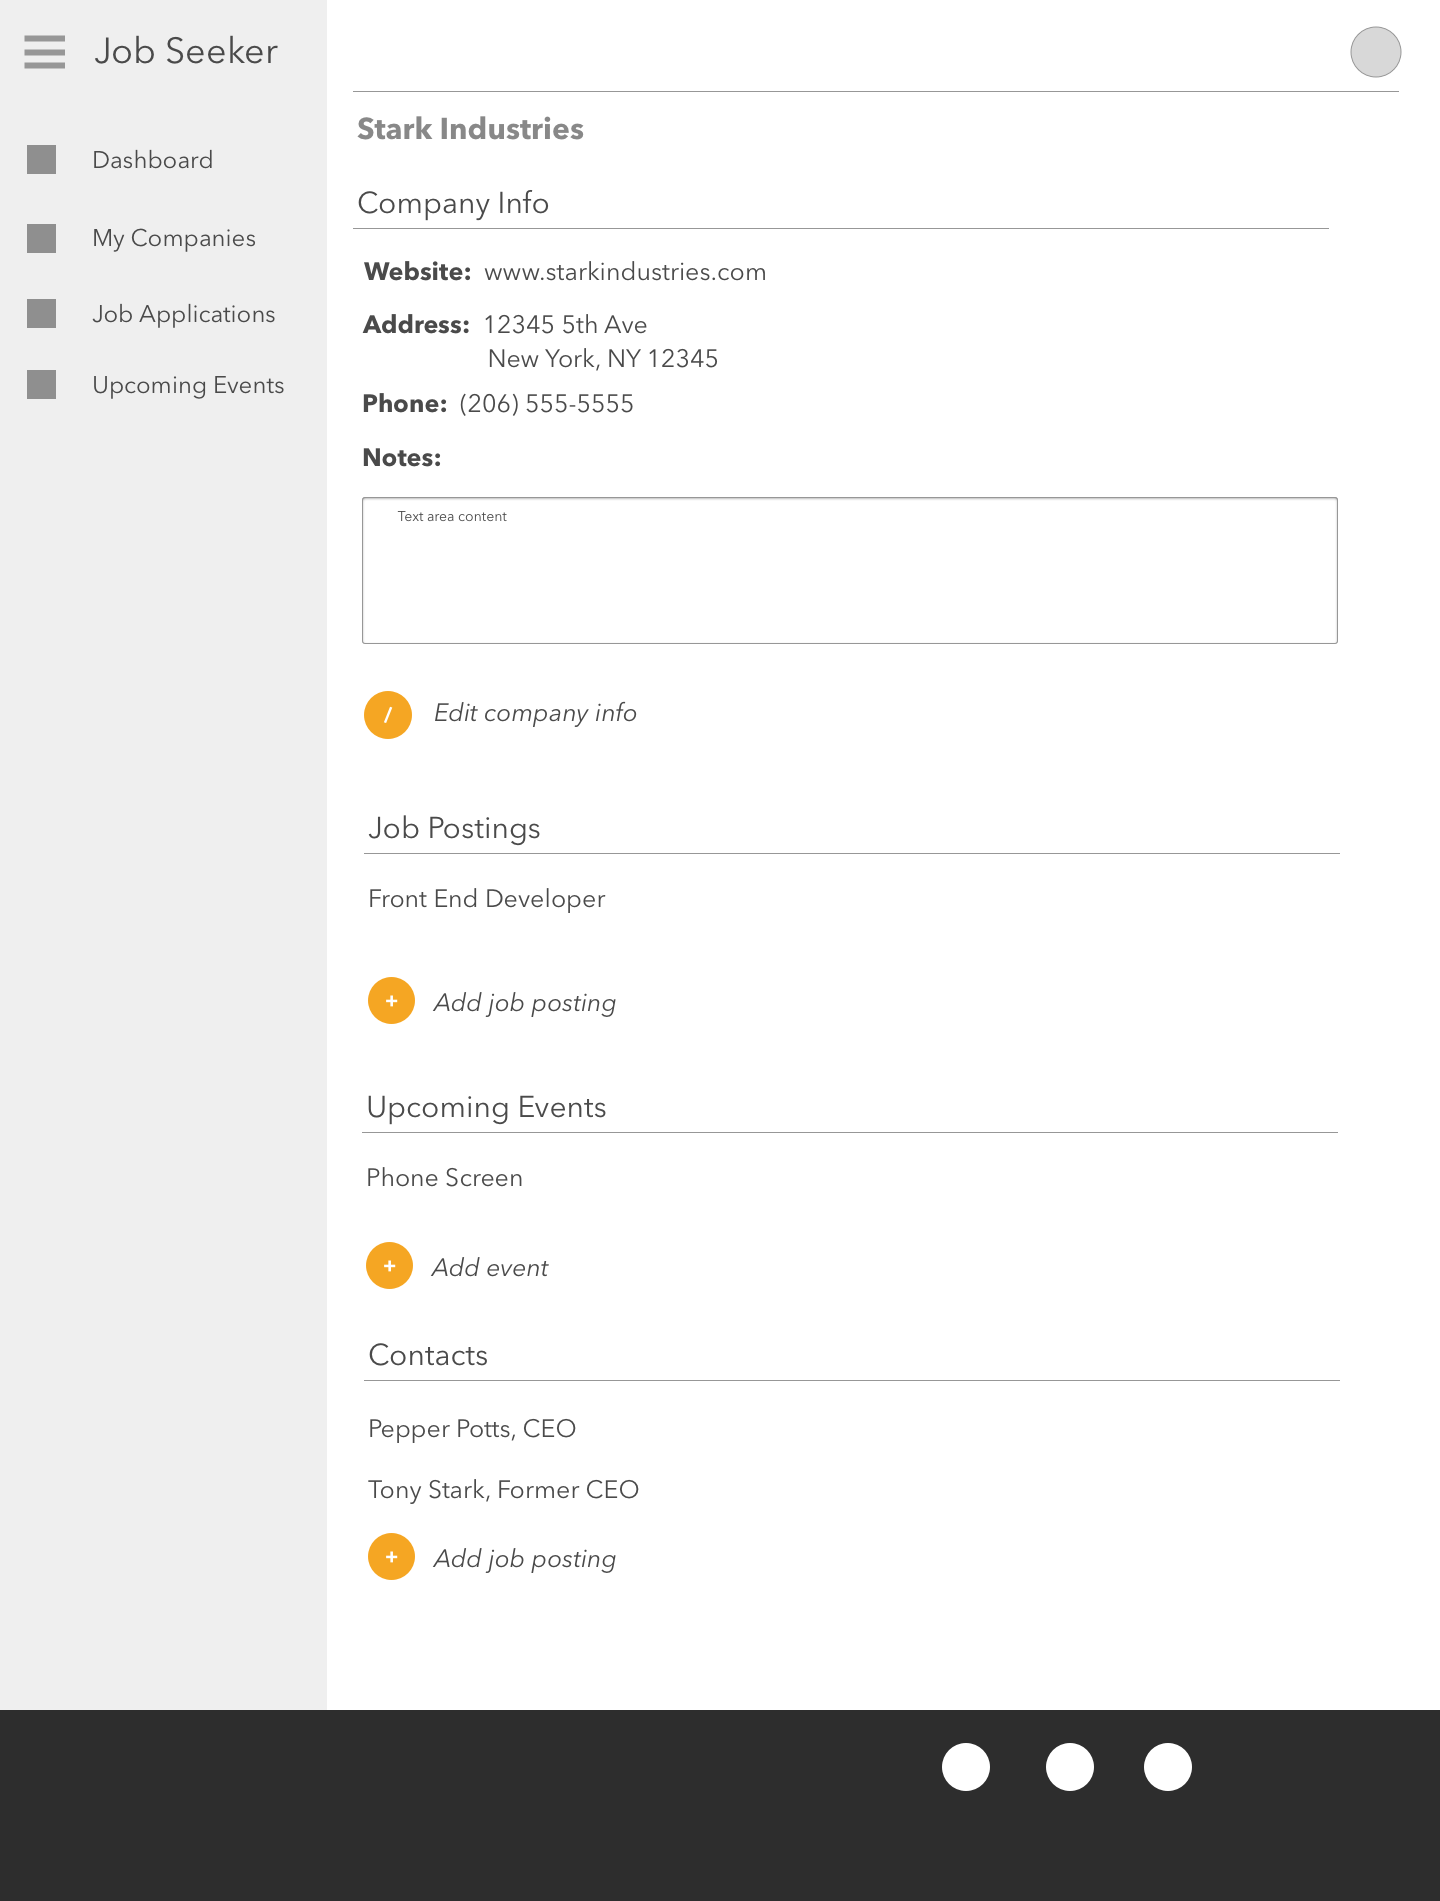 Job Seeker
Dashboard
My Companies
Job Applications
Upcoming Events
Stark Industries
Company Info
Website: www.starkindustries.com
Address: 12345 5th Ave
New York, NY 12345
Phone: (206) 555-5555
Notes:
Text area content
/ Edit company info
Job Postings
Front End Developer
+ Add job posting
Upcoming Events
Phone Screen
+ Add event
Contacts
Pepper Potts, CEO
Tony Stark, Former CEO
+ Add job posting